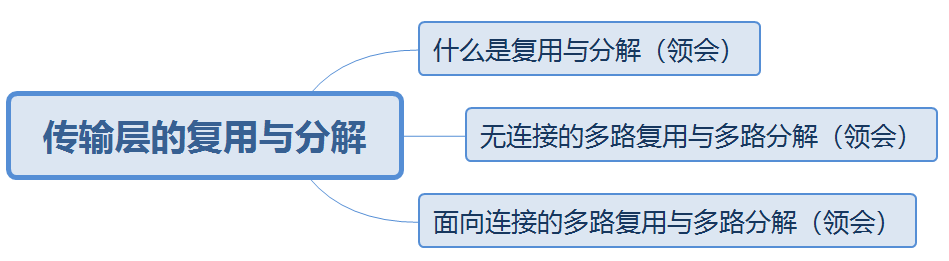 什么是复用与分解（领会）
传输层的复用与分解
无连接的多路复用与多路分解（领会）
面向连接的多路复用与多路分解（领会）